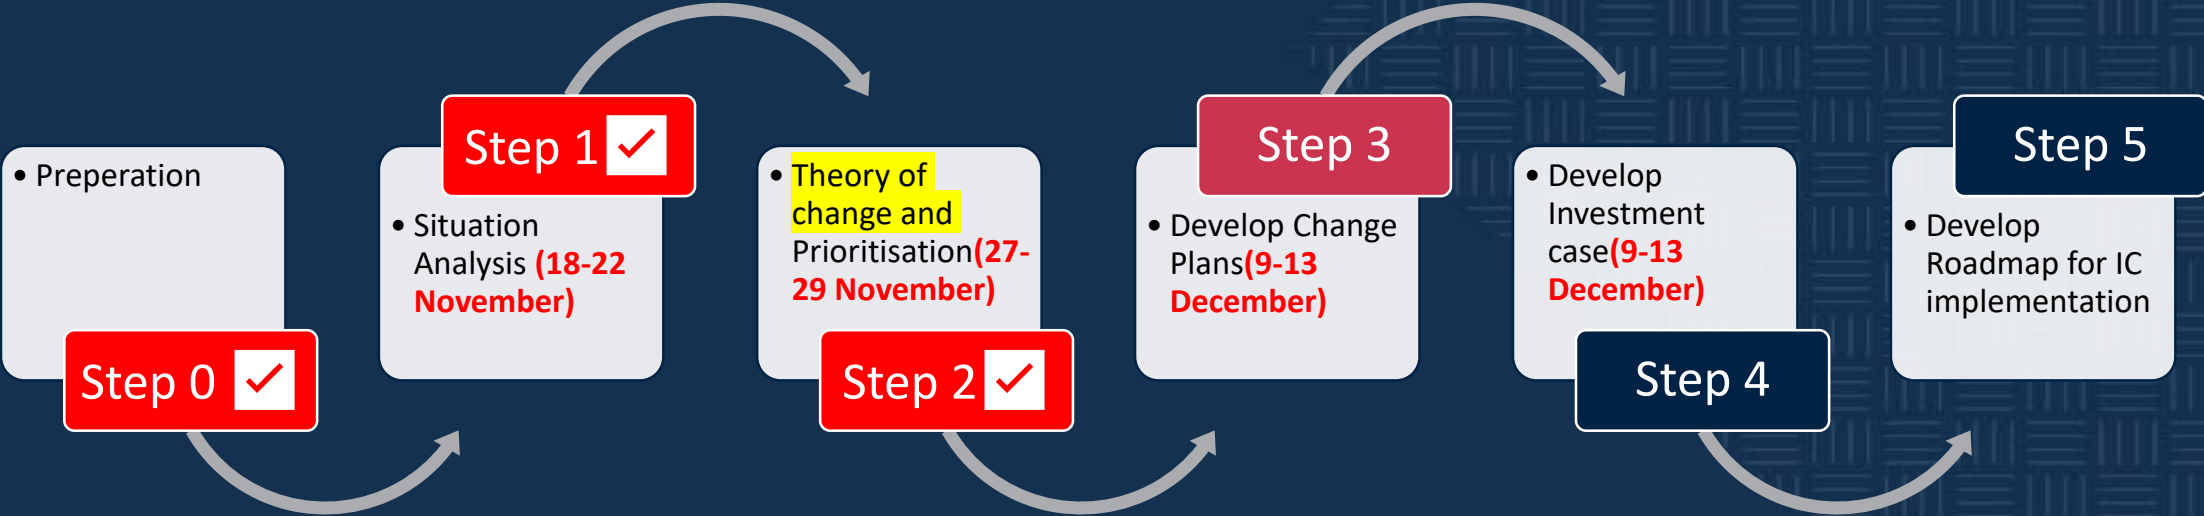 • Preperation
Step 0
Step 1
• Situation
Analysis (18-22
November)
• Theory of
change and
Prioritisation(27-
29 November)
Step 2
Step 3
• Develop Change
Plans(9-13
December)
• Develop
Investment
case(9-13
December)
Step 4
Step 5
• Develop
Roadmap for IC
implementation